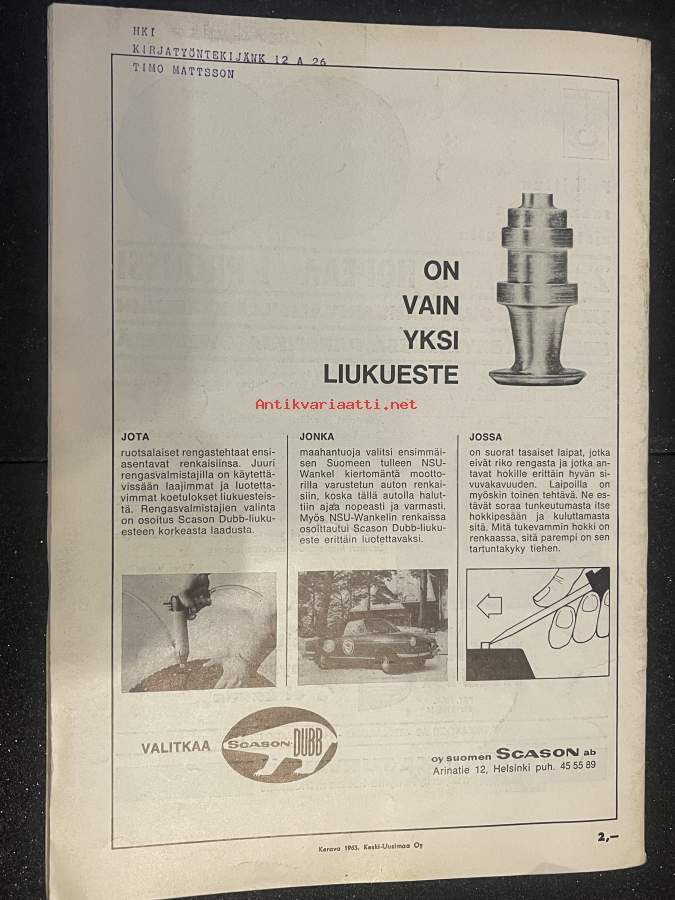 HKI
KIRJATYÖNTEKIJÄNK 12 A 26
TIMO MATTSSON
ON
VAIN
YKSI
LIUKUESTE
Antikvariaatti.net
JOTA
ruotsalaiset rengastehtaat ensi-
asentavat renkaisiinsa. Juuri
rengasvalmistajilla on käytettä-
vissään laajimmat ja luotetta-
vimmat koetulokset liukuesteis-
tä. Rengasvalmistajien valinta
on osoitus Scason Dubb-liuku-
esteen korkeasta laadusta.
JONKA
maahantuoja valitsi ensimmäi-
sen Suomeen tulleen NSU-
Wankel kiertomäntä mootto-
rilla varustetun auton renkai-
siin, koska tällä autolla halut-
tiin ajaa nopeasti ja varmasti.
Myös NSU-Wankelin renkaissa
osoittautui Scason Dubb-liuku-
este erittäin luotettavaksi.
JOSSA
on suorat tasaiset laipat, jotka
eivät riko rengasta ja jotka an-
tavat hokille erittäin hyvän si-
vuvakavuuden. Laipoilla on
myöskin toinen tehtävä. Ne es-
tävät soraa tunkeutumasta itse
hokkipesään ja kuluttamasta
sitä. Mitä tukevammin hokki on
renkaassa, sitä parempi on sen
tartuntakyky tiehen.
VALITKAA
SCASON-DUBB
oy suomen SCASON ab
Arinatie 12, Helsinki puh. 45 55 89
Kerava 1965. Keski-Uusimaa Oy
2,—